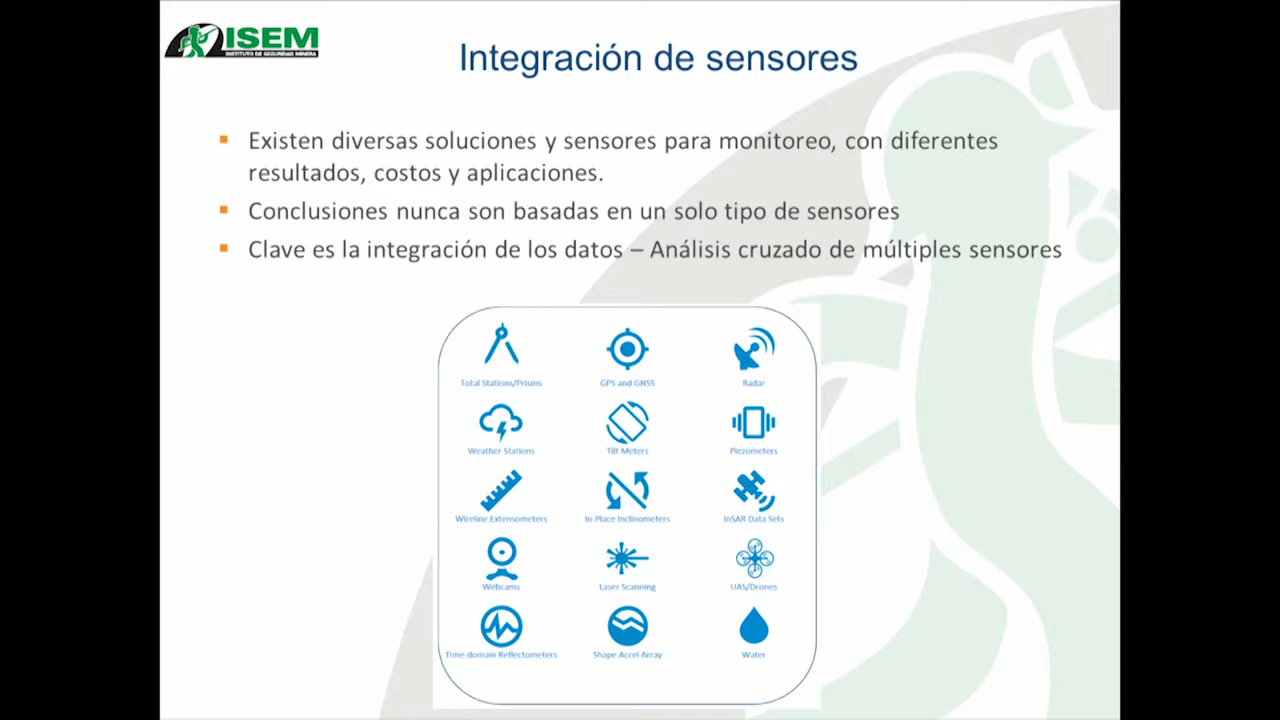 ISEM
INSTITUTO DE SEGURIDAD MINERA
Integración de sensores
Existen diversas soluciones y sensores para monitoreo, con diferentes
resultados, costos y aplicaciones.
Conclusiones nunca son basadas en un solo tipo de sensores
Clave es la integración de los datos – Análisis cruzado de múltiples sensores
Total Stations/Prisms
GPS and GNSS
Radar
Weather Stations
Tilt Meters
Piezometers
Wireline Extensometers
In-Place Inclinometers
InSAR Data Sets
Webcams
Laser Scanning
UAS/Drones
Time-domain Reflectometers
Shape Accel Array
Water